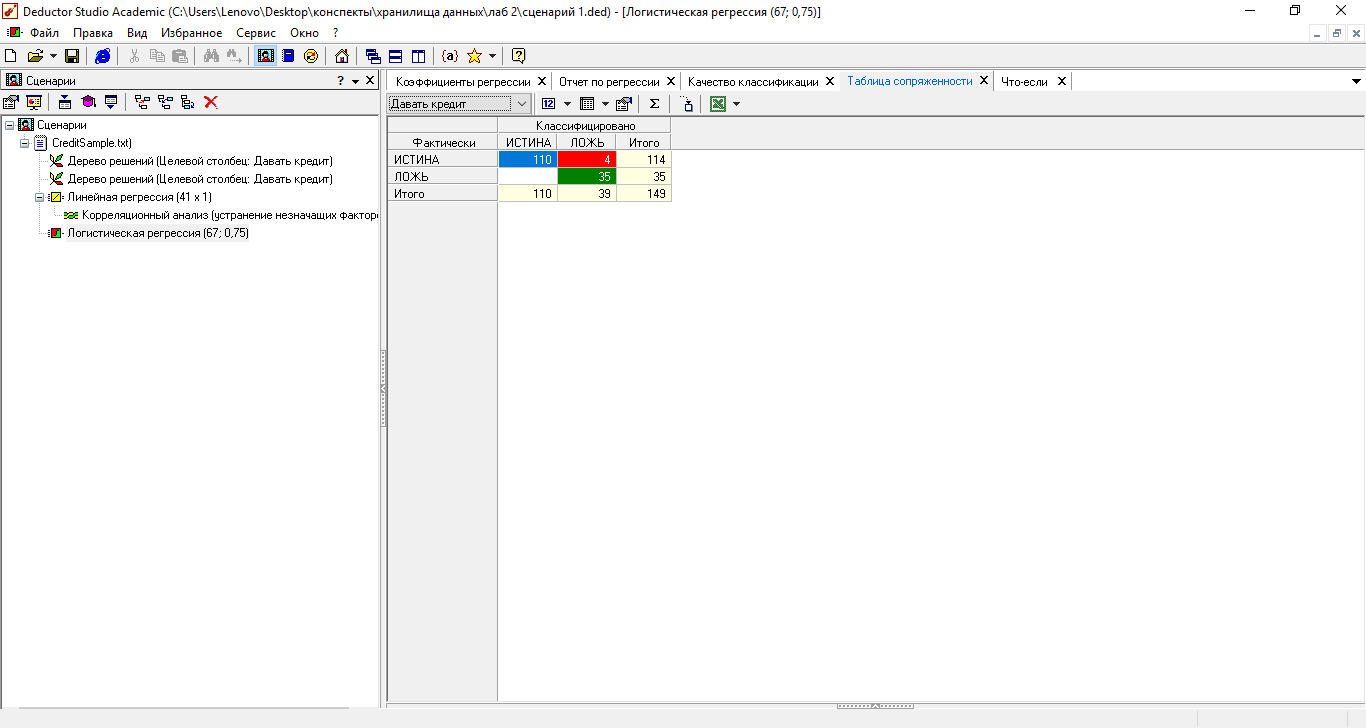 Deductor Studio Academic (C:\Users\Lenovo\Desktop\конспекты\хранилища данных\лаб 2\сценарий 1.ded) - [Логистическая регрессия (67; 0,75)]
Файл Правка Вид Избранное Сервис Окно ?
Сценарии ?
Коэффициенты регрессии Отчет по регрессии Качество классификации Таблица сопряженности Что-если
Давать кредит 12 Σ
Сценарии
CreditSample.txt)
Дерево решений (Целевой столбец: Давать кредит)
Дерево решений (Целевой столбец: Давать кредит)
Линейная регрессия (41 x 1)
Корреляционный анализ (устранение незначащих факторо
Логистическая регрессия (67; 0,75)
Классифицировано
Фактически ИСТИНА ЛОЖЬ Итого
ИСТИНА 110 4 114
ЛОЖЬ 35 35
Итого 110 39 149